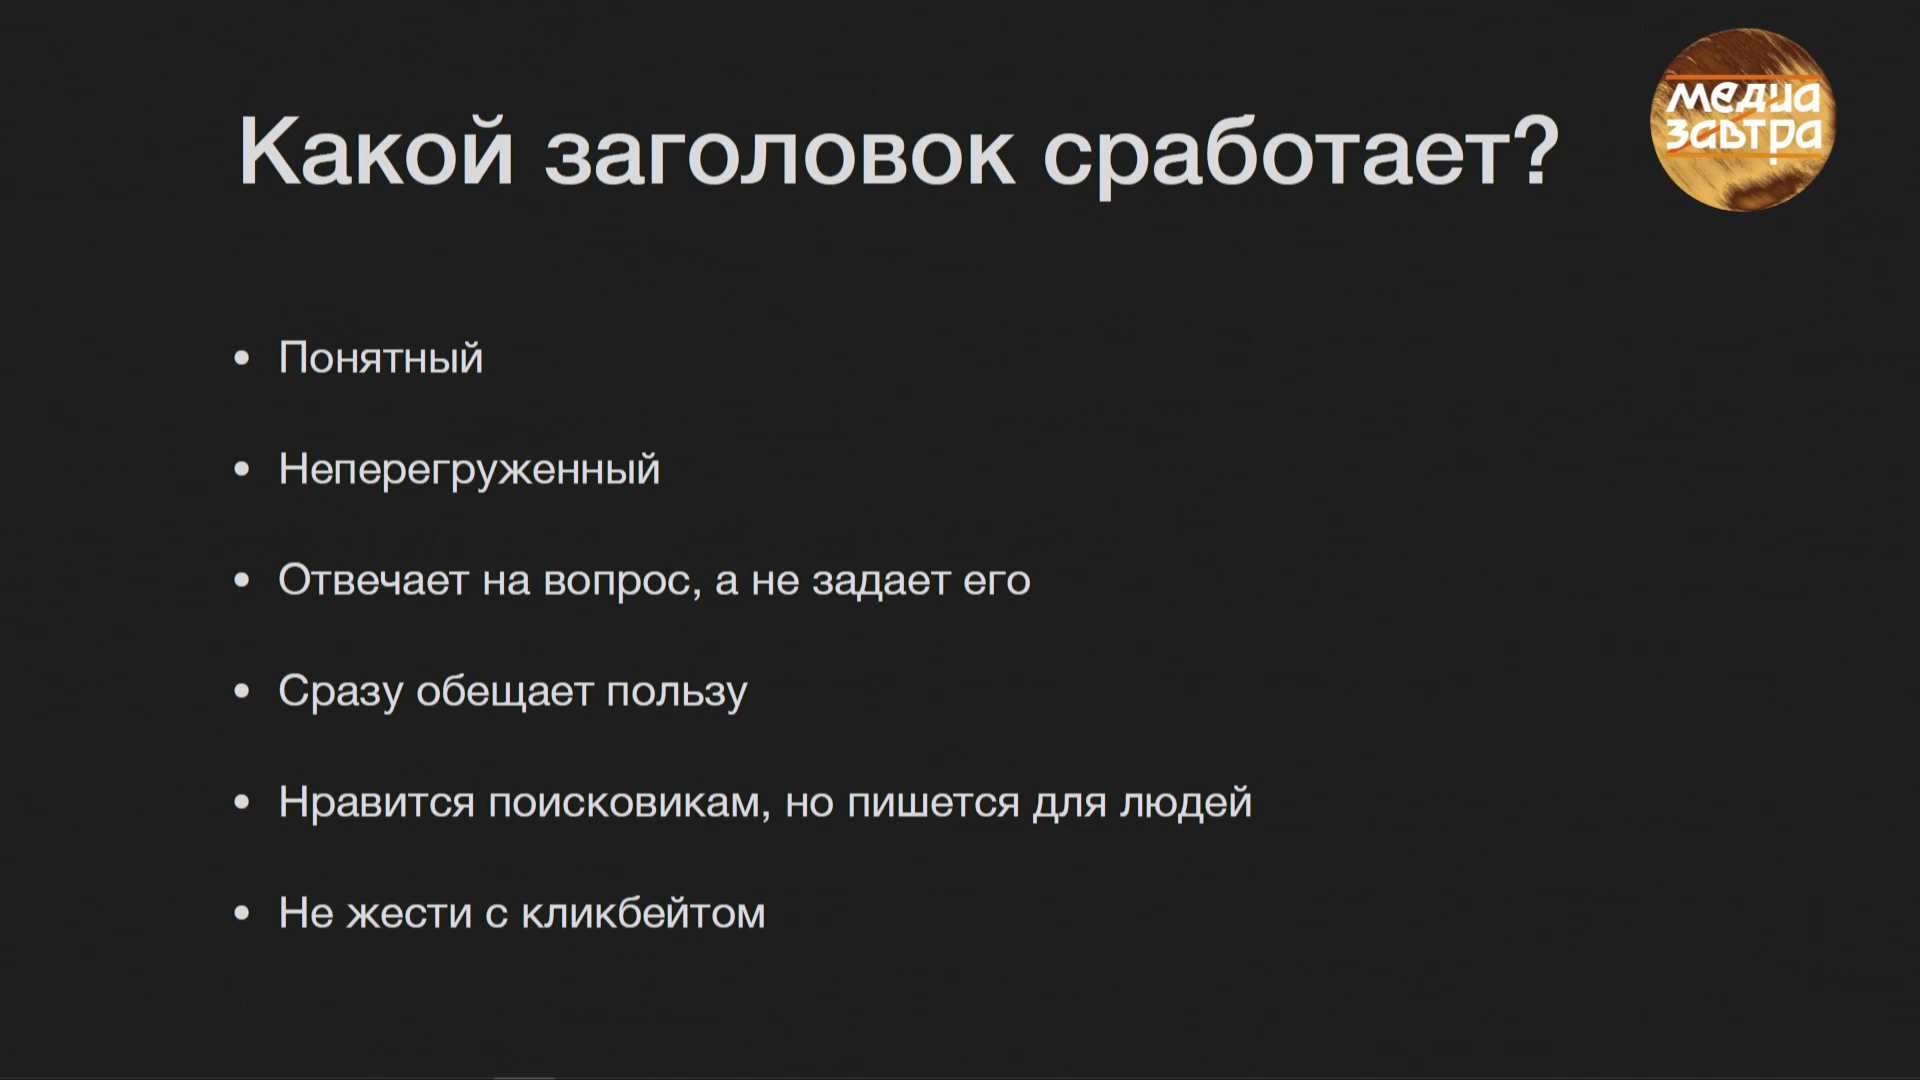 Какой заголовок сработает?
медиа
завтра
• Понятный
• Неперегруженный
• Отвечает на вопрос, а не задает его
• Сразу обещает пользу
• Нравится поисковикам, но пишется для людей
• Не жести с кликбейтом